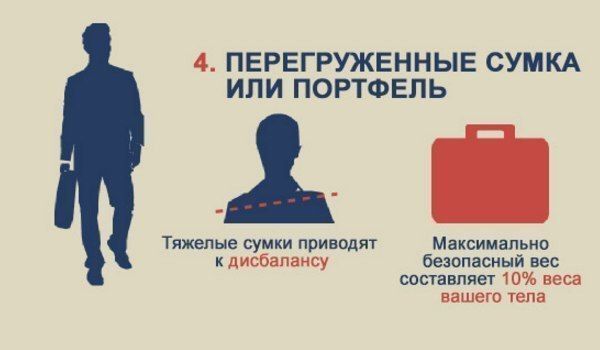 4. ПЕРЕГРУЖЕННЫЕ СУМКА
ИЛИ ПОРТФЕЛЬ
Тяжелые сумки приводят
к дисбалансу
Максимально
безопасный вес
составляет 10% веса
вашего тела